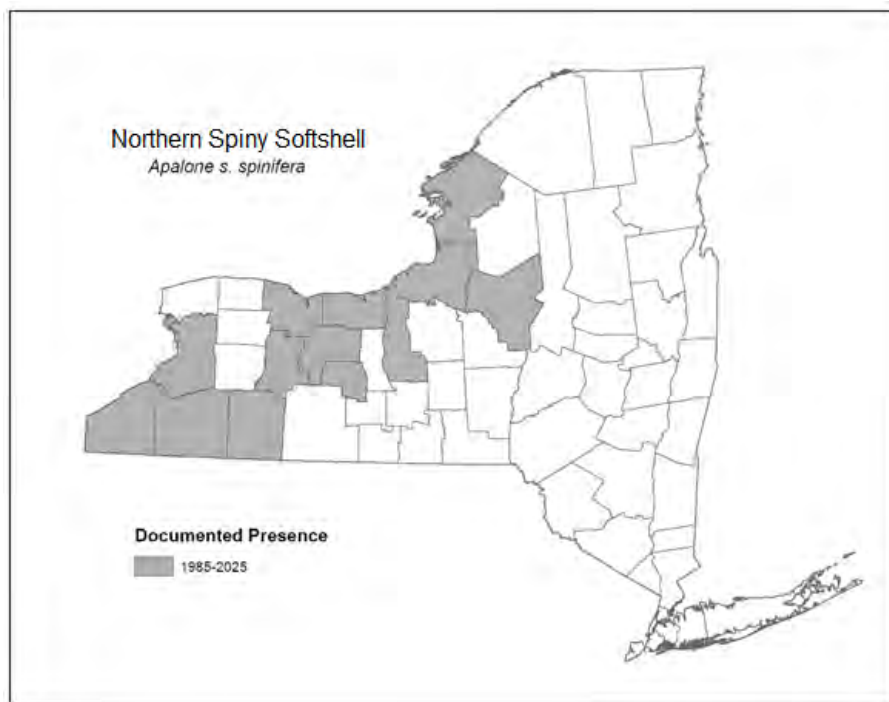 Northern Spiny Softshell
Apalone s. spinifera
Documented Presence
1985-2025